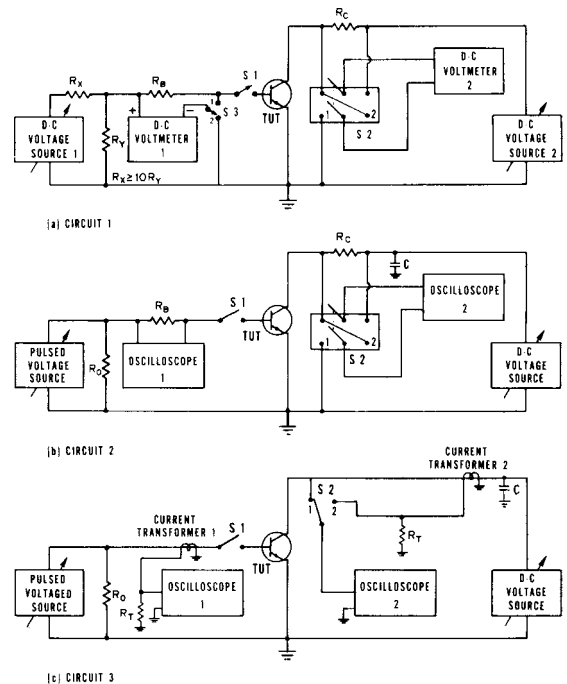 R_C
R_X
R_B
S 1
1
2
S 3
+
−
TUT
D-C
VOLTMETER
2
1
2
S 2
D-C
VOLTAGE
SOURCE 1
R_Y
D-C
VOLTMETER
1
D-C
VOLTAGE
SOURCE 2
R_X ≥ 10R_Y
(a) CIRCUIT 1
R_C
C
R_B
S 1
TUT
OSCILLOSCOPE
2
1
2
S 2
PULSED
VOLTAGE
SOURCE
R_O
OSCILLOSCOPE
1
D-C
VOLTAGE
SOURCE
(b) CIRCUIT 2
CURRENT
TRANSFORMER 2
C
S 2
1
2
CURRENT
TRANSFORMER 1
S 1
R_T
TUT
PULSED
VOLTAGED
SOURCE
R_O
R_T
OSCILLOSCOPE
1
OSCILLOSCOPE
2
D-C
VOLTAGE
SOURCE
(c) CIRCUIT 3